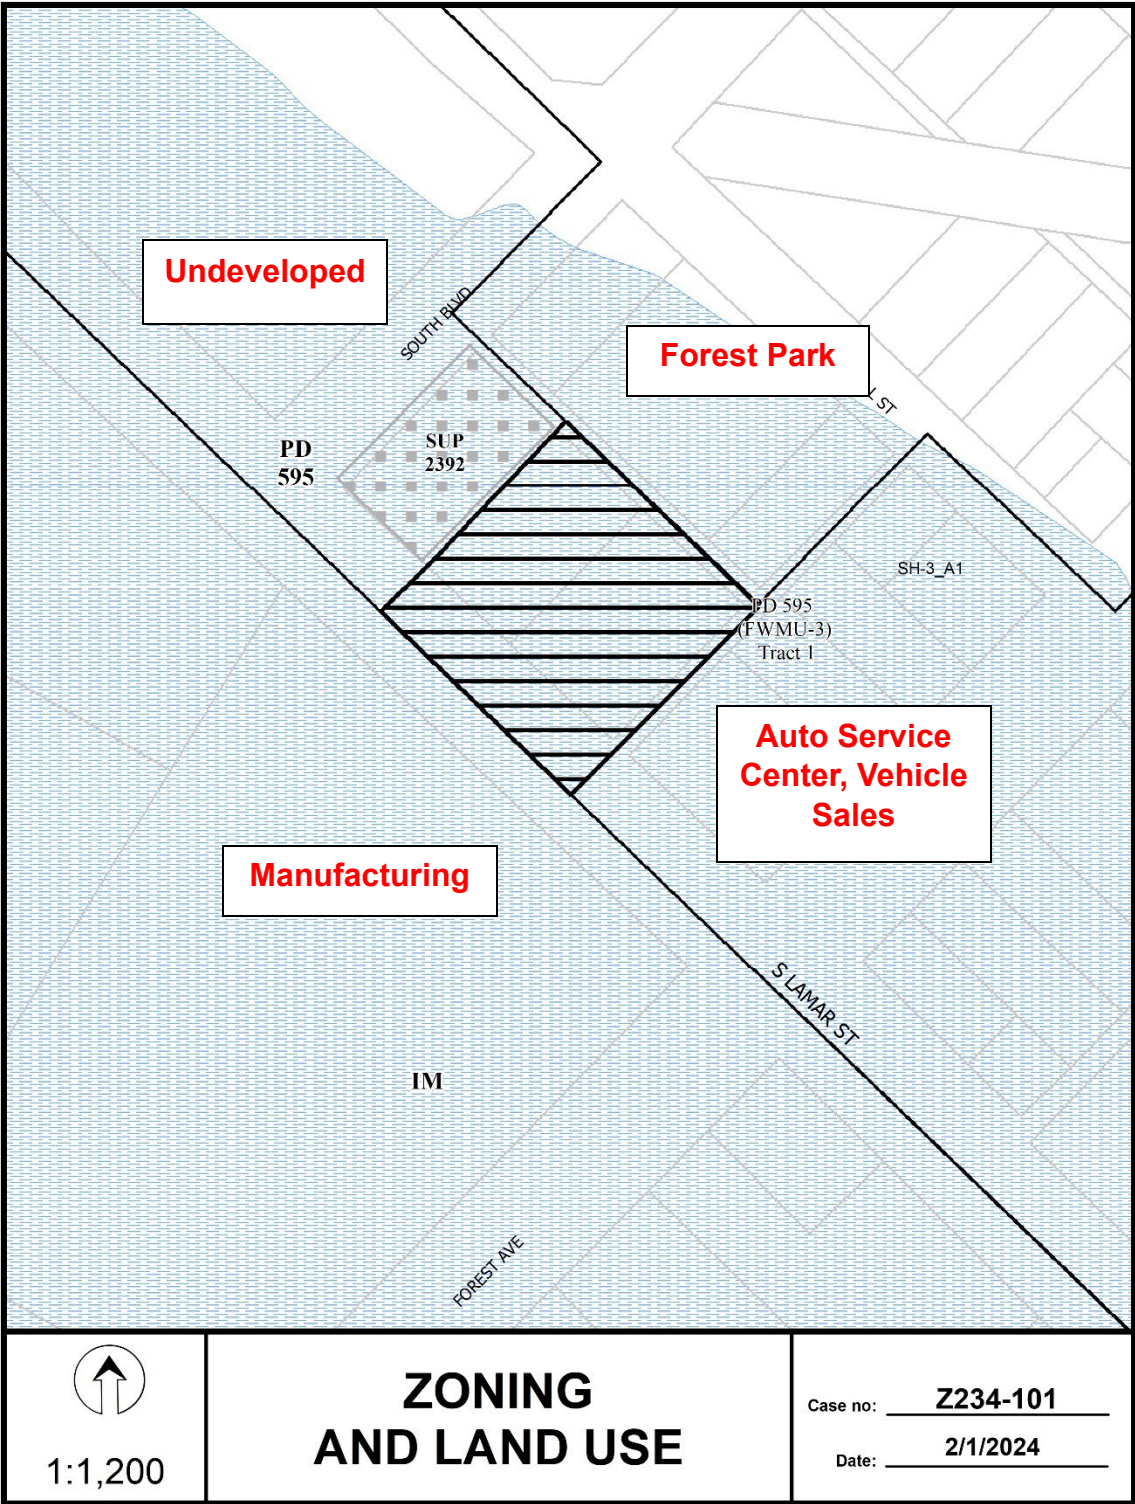 Undeveloped
SOUTH BLVD
Forest Park
L ST
PD
595
SUP
2392
SH-3_A1
PD 595
(FWMU-3)
Tract 1
Auto Service
Center, Vehicle
Sales
Manufacturing
S LAMAR ST
IM
FOREST AVE
1:1,200
ZONING
AND LAND USE
Case no: Z234-101
Date: 2/1/2024